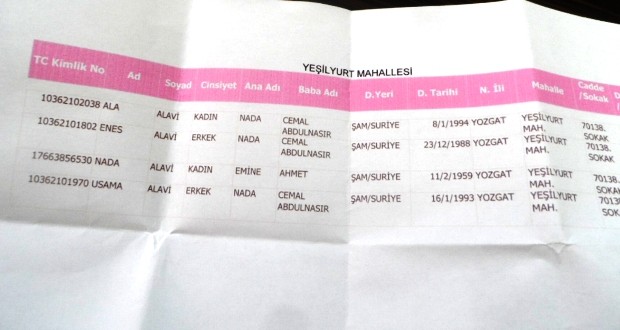 YEŞİLYURT MAHALLESİ
TC Kimlik No Ad Soyad Cinsiyet Ana Adı Baba Adı D.Yeri D. Tarihi N. İli Mahalle Cadde /Sokak
10362102038 ALA ALAVİ KADIN NADA CEMAL ABDULNASIR ŞAM/SURİYE 8/1/1994 YOZGAT YEŞİLYURT MAH. 70138. SOKAK
10362101802 ENES ALAVİ ERKEK NADA CEMAL ABDULNASIR ŞAM/SURİYE 23/12/1988 YOZGAT YEŞİLYURT MAH. 70138. SOKAK
17663856530 NADA ALAVİ KADIN EMİNE AHMET ŞAM/SURİYE 11/2/1959 YOZGAT YEŞİLYURT MAH. 70138. SOKAK
10362101970 USAMA ALAVİ ERKEK NADA CEMAL ABDULNASIR ŞAM/SURİYE 16/1/1993 YOZGAT YEŞİLYURT MAH. SOKAK